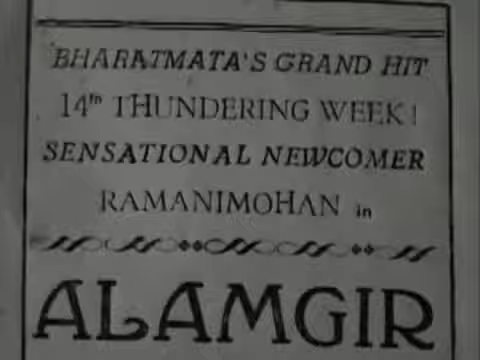 BHARATMATA'S GRAND HIT
14th THUNDERING WEEK!
SENSATIONAL NEWCOMER
RAMANIMOHAN in
ALAMGIR